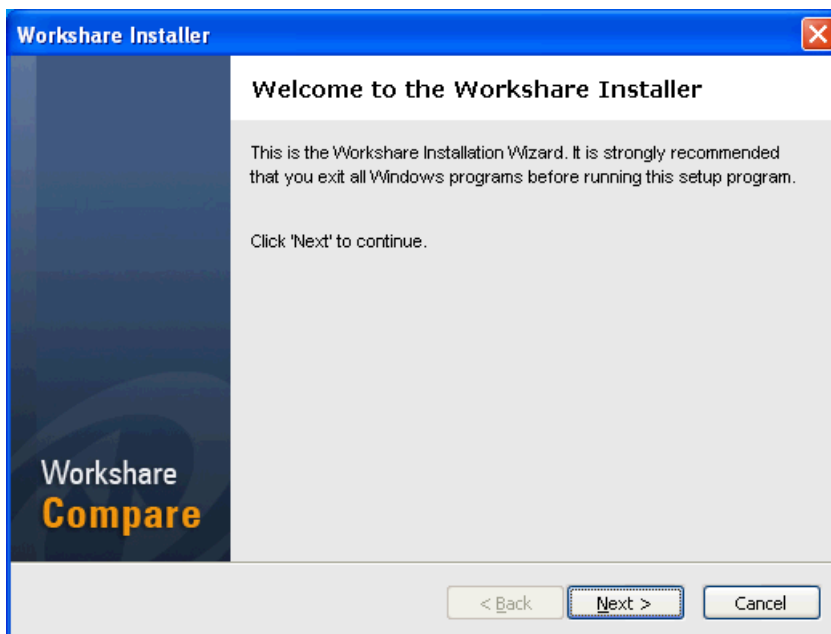 Workshare Installer
Welcome to the Workshare Installer
This is the Workshare Installation Wizard. It is strongly recommended
that you exit all Windows programs before running this setup program.
Click 'Next' to continue.
Workshare
Compare
< Back
Next >
Cancel